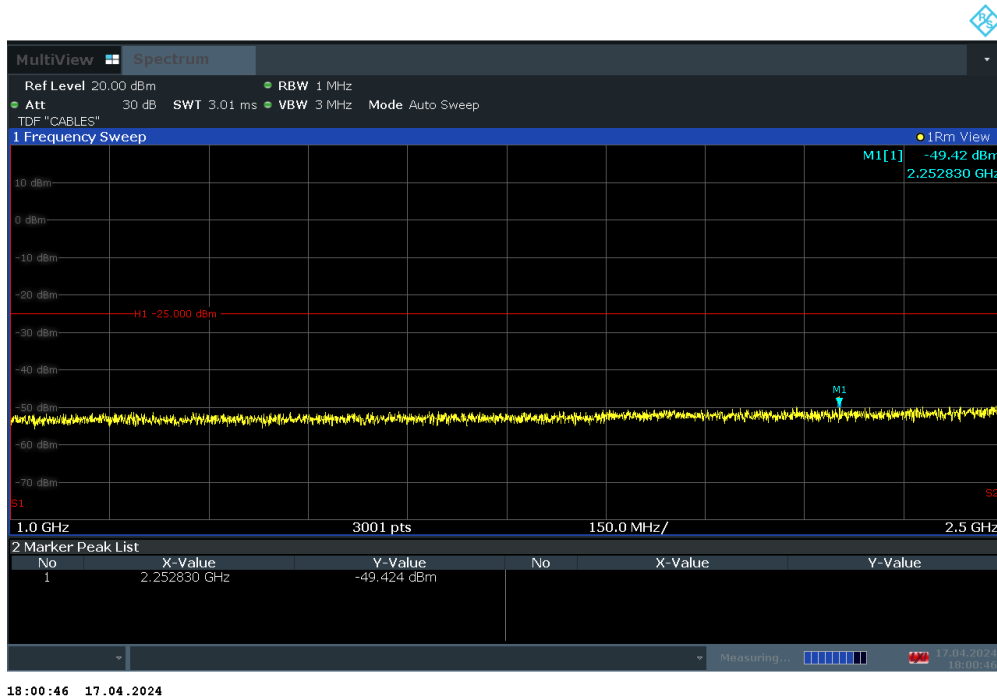 R&S
MultiView Spectrum
Ref Level 20.00 dBm RBW 1 MHz
Att 30 dB SWT 3.01 ms VBW 3 MHz Mode Auto Sweep
TDF "CABLES"
1 Frequency Sweep 1Rm View
M1[1] -49.42 dBm
2.252830 GHz
10 dBm
0 dBm
-10 dBm
-20 dBm
H1 -25.000 dBm
-30 dBm
-40 dBm
M1
-50 dBm
-60 dBm
-70 dBm
S1 S2
1.0 GHz 3001 pts 150.0 MHz/ 2.5 GHz
2 Marker Peak List
No X-Value Y-Value No X-Value Y-Value
1 2.252830 GHz -49.424 dBm
Measuring... 17.04.2024
18:00:46
18:00:46 17.04.2024